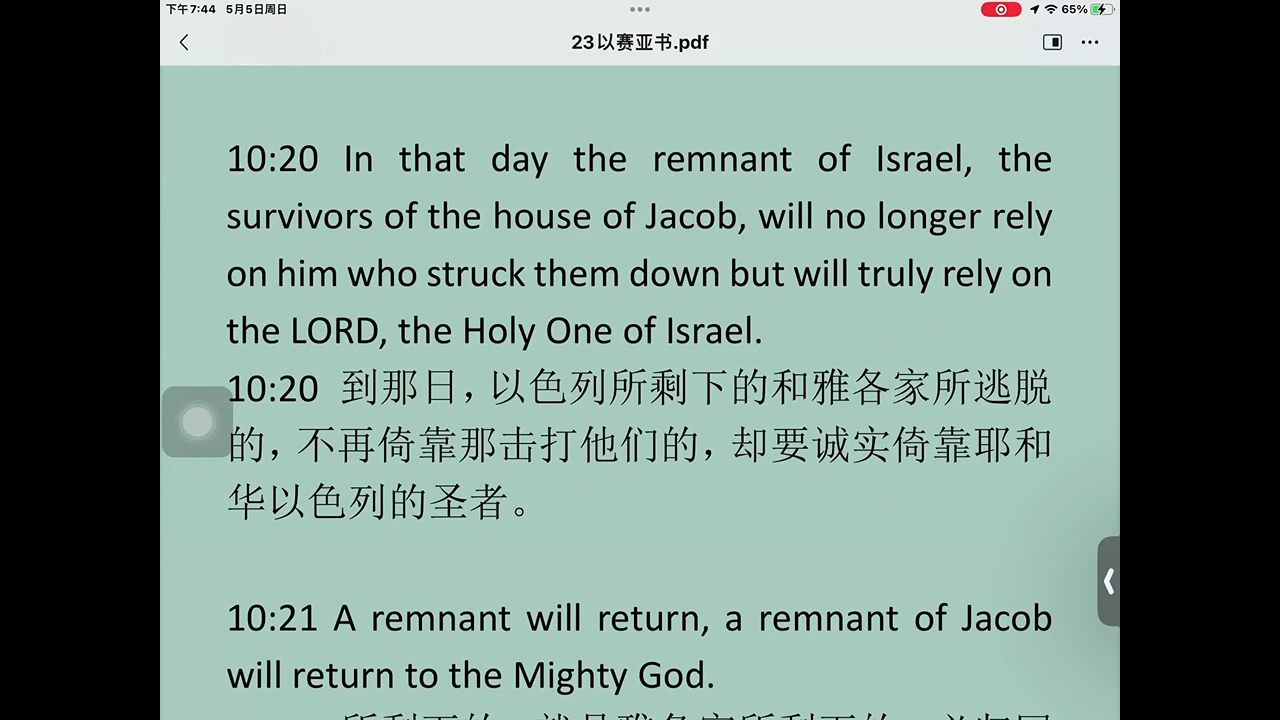 下午7:44 5月5日周日
65%
23以赛亚书.pdf
10:20 In that day the remnant of Israel, the
survivors of the house of Jacob, will no longer rely
on him who struck them down but will truly rely on
the LORD, the Holy One of Israel.
10:20 到那日，以色列所剩下的和雅各家所逃脱
的，不再倚靠那击打他们的，却要诚实倚靠耶和
华以色列的圣者。
10:21 A remnant will return, a remnant of Jacob
will return to the Mighty God.